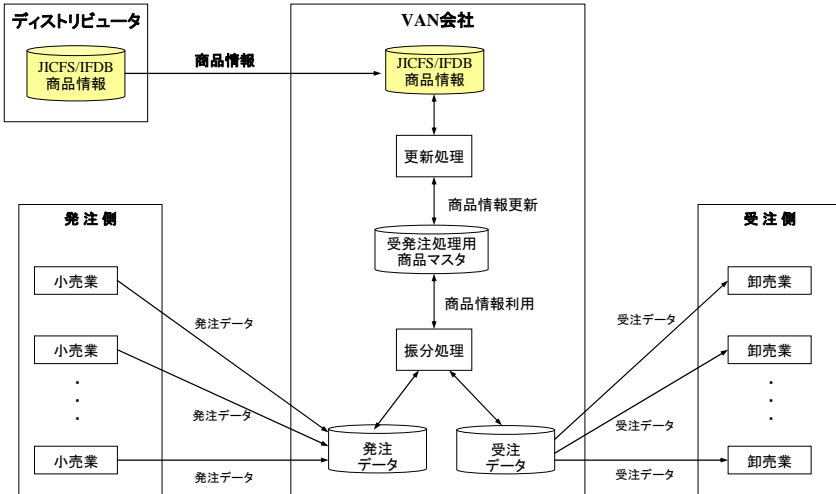 ディストリビュータ
JICFS/IFDB
商品情報
商品情報
VAN会社
JICFS/IFDB
商品情報
更新処理
商品情報更新
受発注処理用
商品マスタ
商品情報利用
振分処理
発注
データ
受注
データ
発 注 側
小売業
小売業
・
・
・
小売業
発注データ
発注データ
発注データ
受 注 側
卸売業
卸売業
・
・
・
卸売業
受注データ
受注データ
受注データ